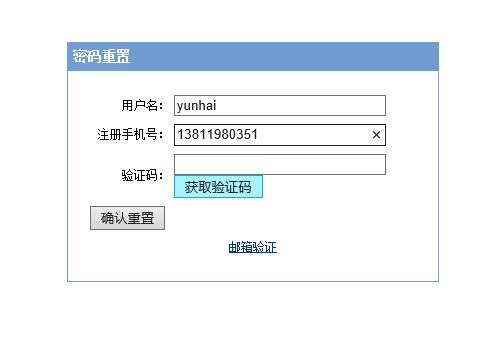 密码重置
用户名： yunhai
注册手机号： 13811980351 ×
验证码：
获取验证码
确认重置
邮箱验证